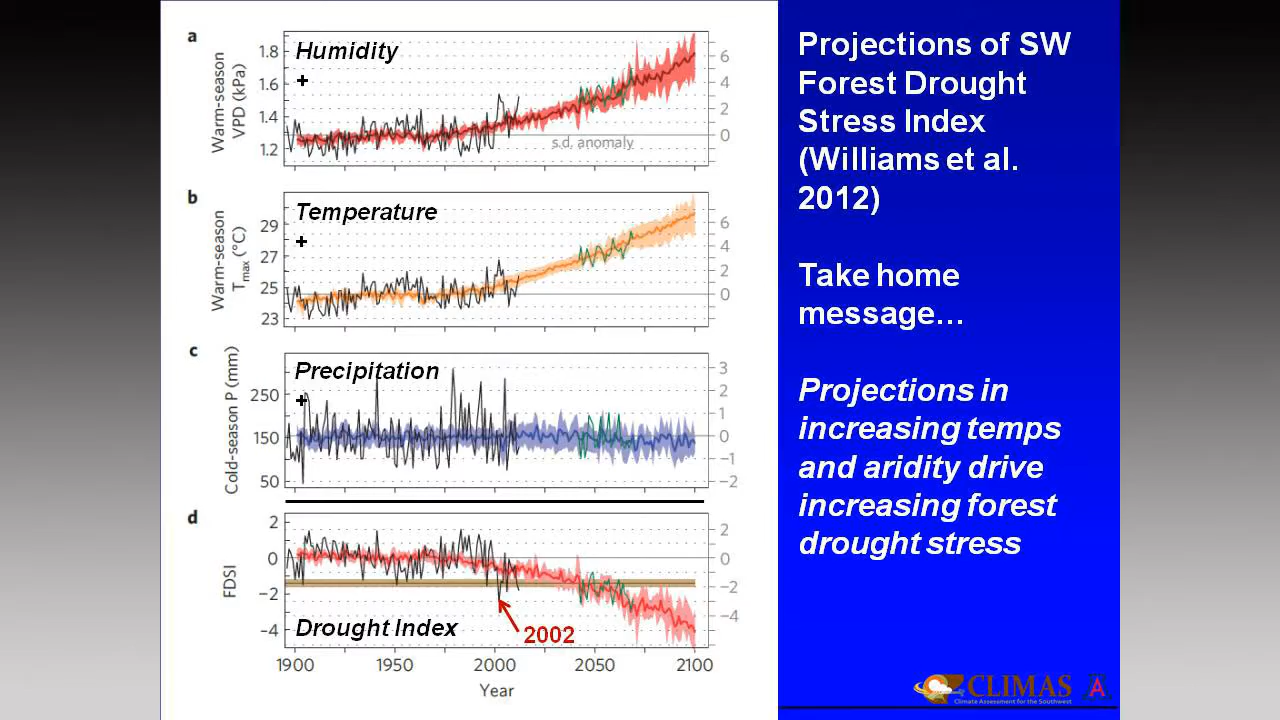 a
Humidity
+
Warm-season
VPD (kPa)
1.8
1.6
1.4
1.2
6
4
2
0
s.d. anomaly
b
Temperature
+
Warm-season
Tmax (°C)
29
27
25
23
6
4
2
0
c
Precipitation
+
Cold-season P (mm)
250
150
50
3
2
1
0
−1
−2
d
FDSI
2
0
−2
−4
2
0
−2
−4
Drought Index
2002
1900
1950
2000
2050
2100
Year
Projections of SW
Forest Drought
Stress Index
(Williams et al.
2012)
Take home
message…
Projections in
increasing temps
and aridity drive
increasing forest
drought stress
CLIMAS
Climate Assessment for the Southwest
A